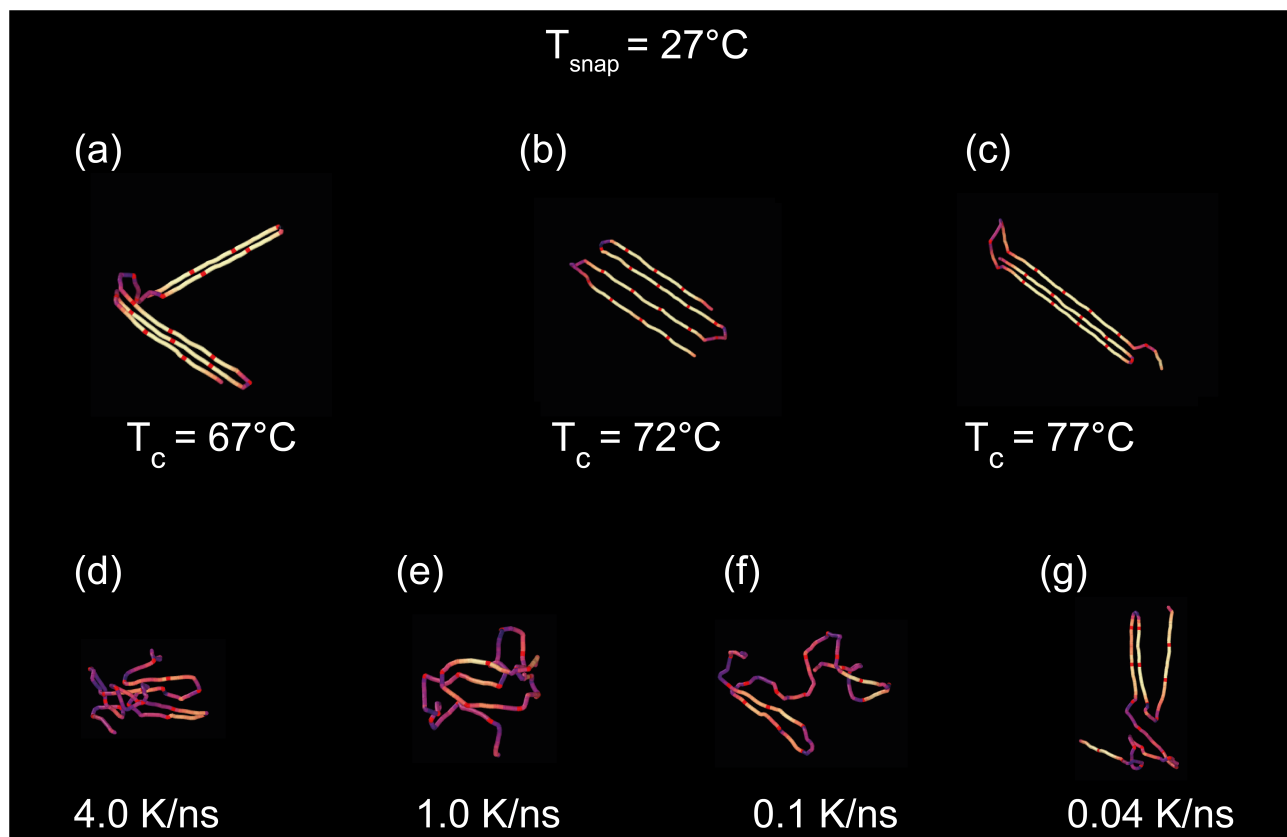 T_snap = 27°C
(a) (b) (c)
T_c = 67°C T_c = 72°C T_c = 77°C
(d) (e) (f) (g)
4.0 K/ns 1.0 K/ns 0.1 K/ns 0.04 K/ns